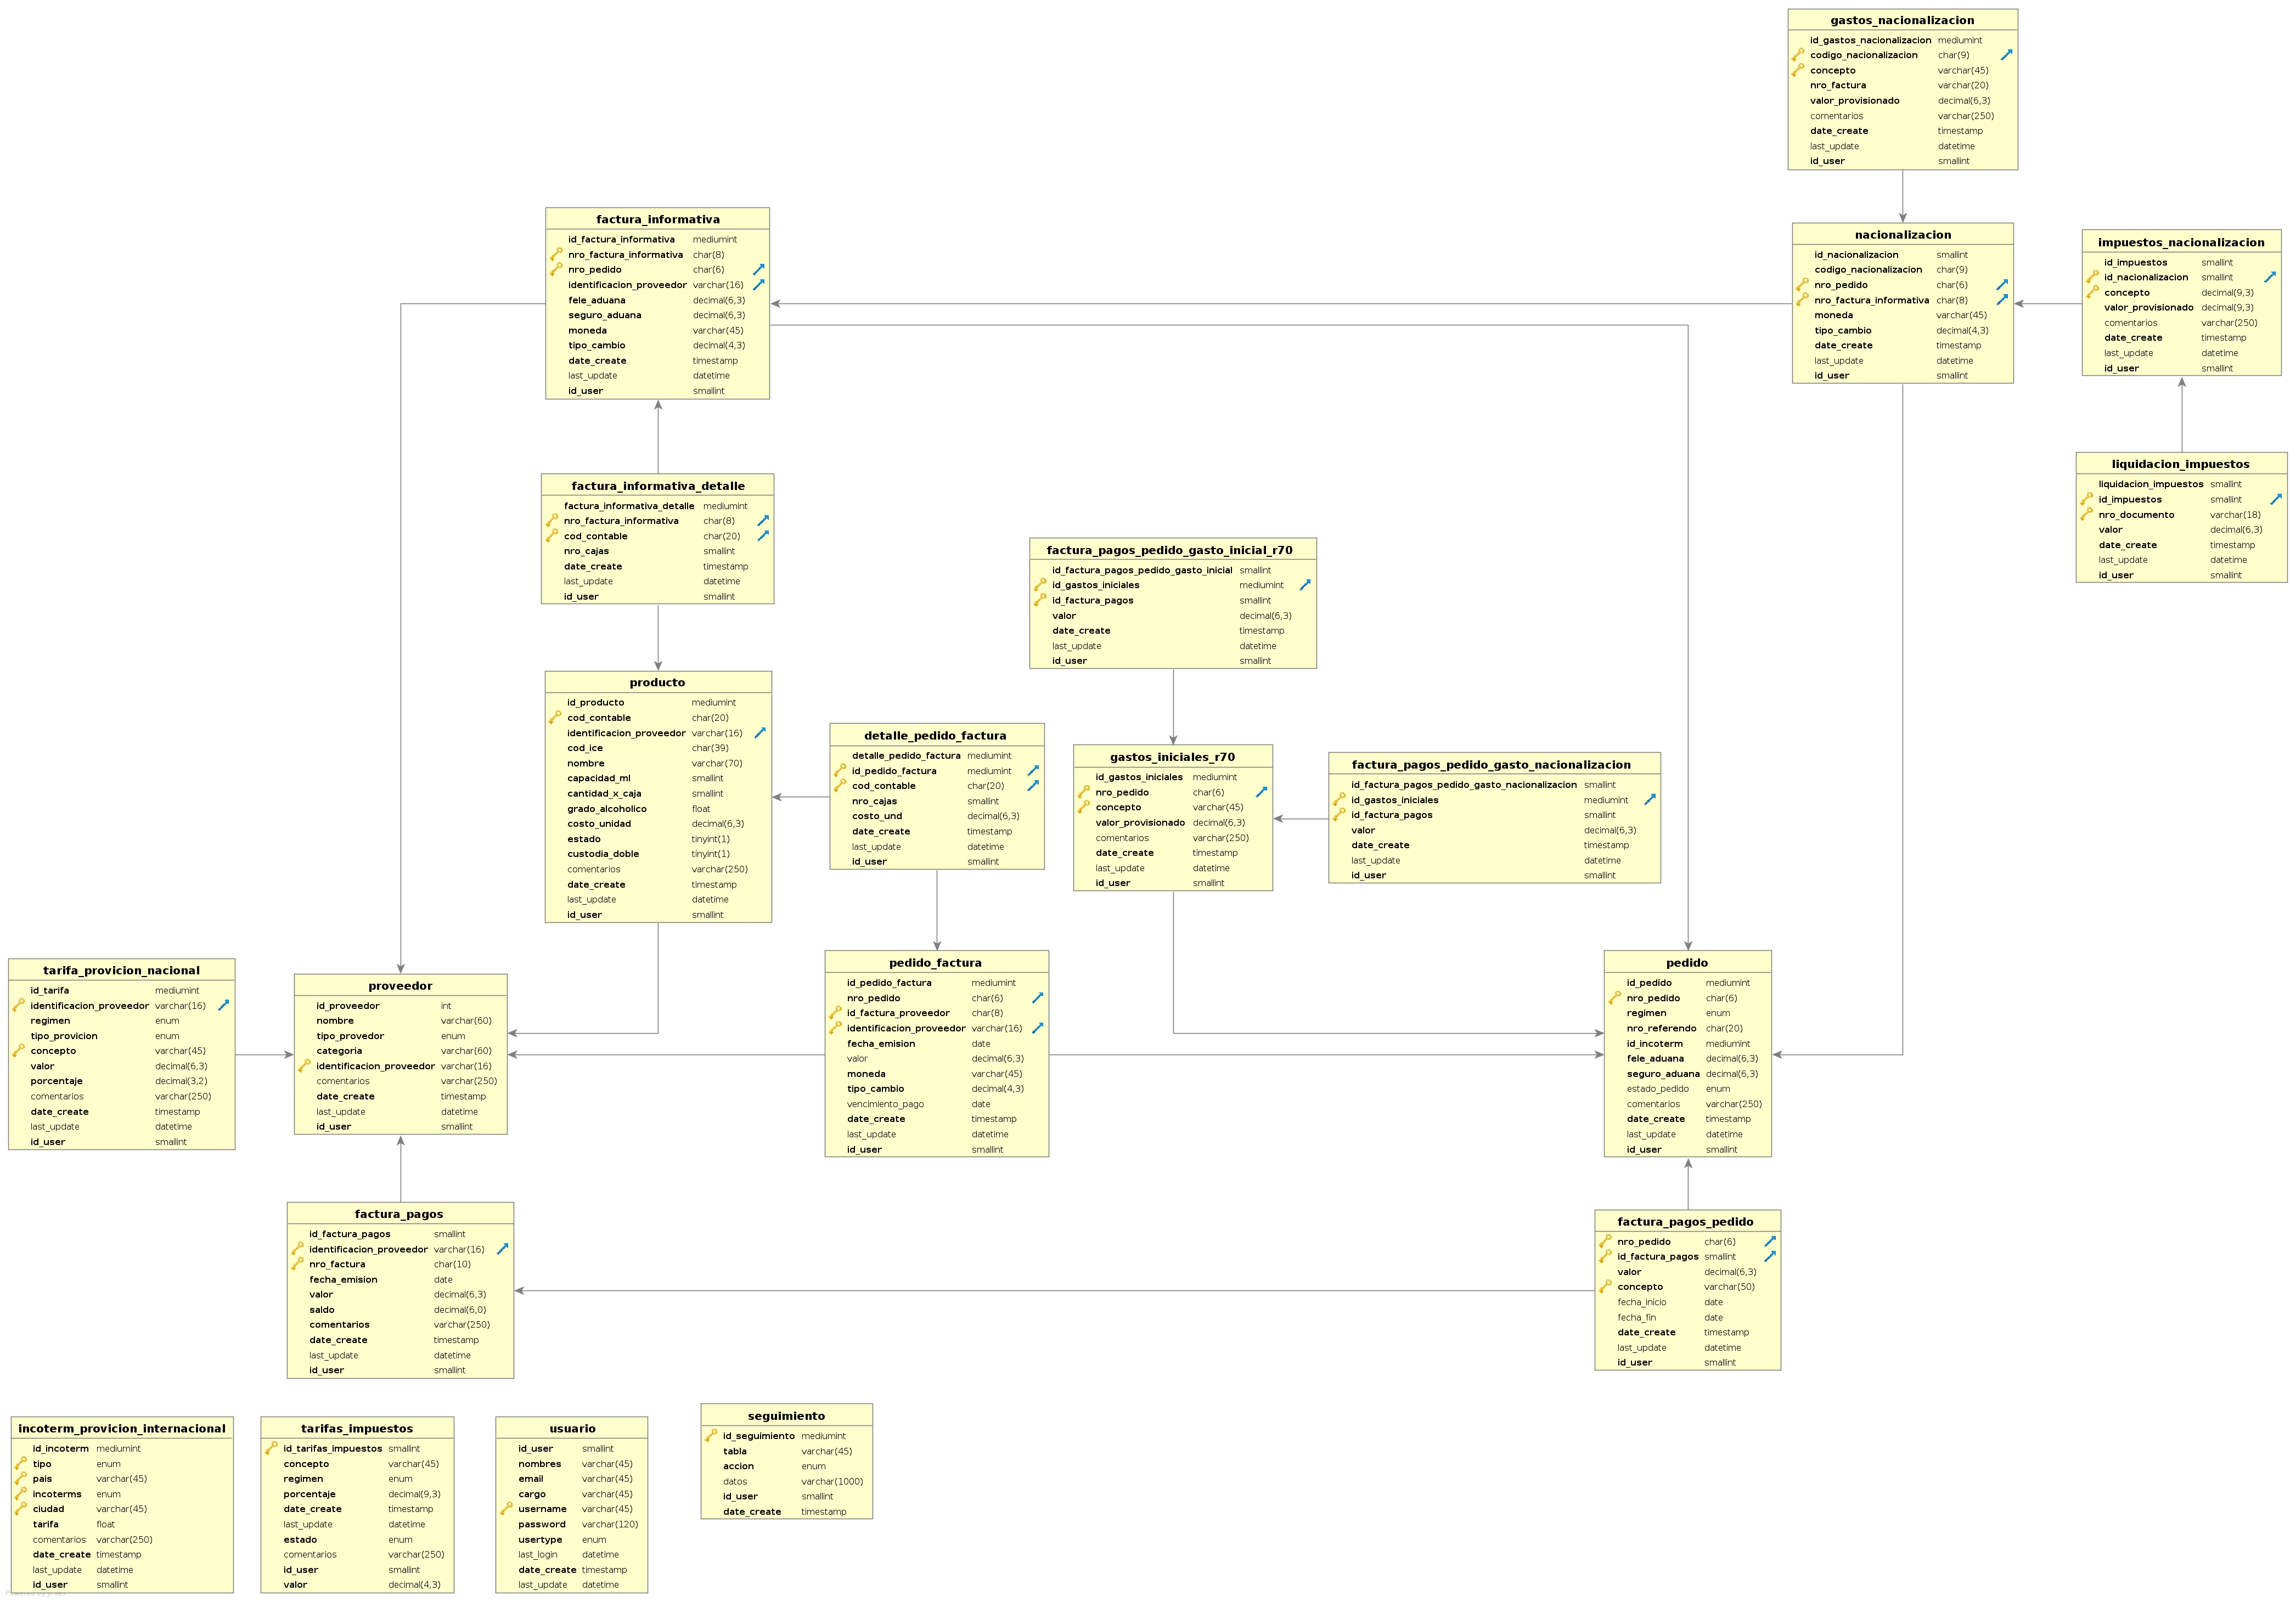 gastos_nacionalizacion
id_gastos_nacionalizacion mediumint
codigo_nacionalizacion char(9)
concepto varchar(45)
nro_factura varchar(20)
valor_provisionado decimal(6,3)
comentarios varchar(250)
date_create timestamp
last_update datetime
id_user smallint
factura_informativa
id_factura_informativa mediumint
nro_factura_informativa char(8)
nro_pedido char(6)
identificacion_proveedor varchar(16)
fele_aduana decimal(6,3)
seguro_aduana decimal(6,3)
moneda varchar(45)
tipo_cambio decimal(4,3)
date_create timestamp
last_update datetime
id_user smallint
nacionalizacion
id_nacionalizacion smallint
codigo_nacionalizacion char(9)
nro_pedido char(6)
nro_factura_informativa char(8)
moneda varchar(45)
tipo_cambio decimal(4,3)
date_create timestamp
last_update datetime
id_user smallint
impuestos_nacionalizacion
id_impuestos smallint
id_nacionalizacion smallint
concepto decimal(9,3)
valor_provisionado decimal(9,3)
comentarios varchar(250)
date_create timestamp
last_update datetime
id_user smallint
liquidacion_impuestos
liquidacion_impuestos smallint
id_impuestos smallint
nro_documento varchar(18)
valor decimal(6,3)
date_create timestamp
last_update datetime
id_user smallint
factura_informativa_detalle
factura_informativa_detalle mediumint
nro_factura_informativa char(8)
cod_contable char(20)
nro_cajas smallint
date_create timestamp
last_update datetime
id_user smallint
factura_pagos_pedido_gasto_inicial_r70
id_factura_pagos_pedido_gasto_inicial smallint
id_gastos_iniciales mediumint
id_factura_pagos smallint
valor decimal(6,3)
date_create timestamp
last_update datetime
id_user smallint
producto
id_producto mediumint
cod_contable char(20)
identificacion_proveedor varchar(16)
cod_ice char(39)
nombre varchar(70)
capacidad_ml smallint
cantidad_x_caja smallint
grado_alcoholico float
costo_unidad decimal(6,3)
estado tinyint(1)
custodia_doble tinyint(1)
comentarios varchar(250)
date_create timestamp
last_update datetime
id_user smallint
detalle_pedido_factura
detalle_pedido_factura mediumint
id_pedido_factura mediumint
cod_contable char(20)
nro_cajas smallint
costo_und decimal(6,3)
date_create timestamp
last_update datetime
id_user smallint
gastos_iniciales_r70
id_gastos_iniciales mediumint
nro_pedido char(6)
concepto varchar(45)
valor_provisionado decimal(6,3)
comentarios varchar(250)
date_create timestamp
last_update datetime
id_user smallint
factura_pagos_pedido_gasto_nacionalizacion
id_factura_pagos_pedido_gasto_nacionalizacion smallint
id_gastos_iniciales mediumint
id_factura_pagos smallint
valor decimal(6,3)
date_create timestamp
last_update datetime
id_user smallint
tarifa_provicion_nacional
id_tarifa mediumint
identificacion_proveedor varchar(16)
regimen enum
tipo_provicion enum
concepto varchar(45)
valor decimal(6,3)
porcentaje decimal(3,2)
comentarios varchar(250)
date_create timestamp
last_update datetime
id_user smallint
proveedor
id_proveedor int
nombre varchar(60)
tipo_provedor enum
categoria varchar(60)
identificacion_proveedor varchar(16)
comentarios varchar(250)
date_create timestamp
last_update datetime
id_user smallint
pedido_factura
id_pedido_factura mediumint
nro_pedido char(6)
id_factura_proveedor char(8)
identificacion_proveedor varchar(16)
fecha_emision date
valor decimal(6,3)
moneda varchar(45)
tipo_cambio decimal(4,3)
vencimiento_pago date
date_create timestamp
last_update datetime
id_user smallint
pedido
id_pedido mediumint
nro_pedido char(6)
regimen enum
nro_referendo char(20)
id_incoterm mediumint
fele_aduana decimal(6,3)
seguro_aduana decimal(6,3)
estado_pedido enum
comentarios varchar(250)
date_create timestamp
last_update datetime
id_user smallint
factura_pagos
id_factura_pagos smallint
identificacion_proveedor varchar(16)
nro_factura char(10)
fecha_emision date
valor decimal(6,3)
saldo decimal(6,0)
comentarios varchar(250)
date_create timestamp
last_update datetime
id_user smallint
factura_pagos_pedido
nro_pedido char(6)
id_factura_pagos smallint
valor decimal(6,3)
concepto varchar(50)
fecha_inicio date
fecha_fin date
date_create timestamp
last_update datetime
id_user smallint
incoterm_provicion_internacional
id_incoterm mediumint
tipo enum
pais varchar(45)
incoterms enum
ciudad varchar(45)
tarifa float
comentarios varchar(250)
date_create timestamp
last_update datetime
id_user smallint
tarifas_impuestos
id_tarifas_impuestos smallint
concepto varchar(45)
regimen enum
porcentaje decimal(9,3)
date_create timestamp
last_update datetime
estado enum
comentarios varchar(250)
id_user smallint
valor decimal(4,3)
usuario
id_user smallint
nombres varchar(45)
email varchar(45)
cargo varchar(45)
username varchar(45)
password varchar(120)
usertype enum
last_login datetime
date_create timestamp
last_update datetime
seguimiento
id_seguimiento mediumint
tabla varchar(45)
accion enum
datos varchar(1000)
id_user smallint
date_create timestamp